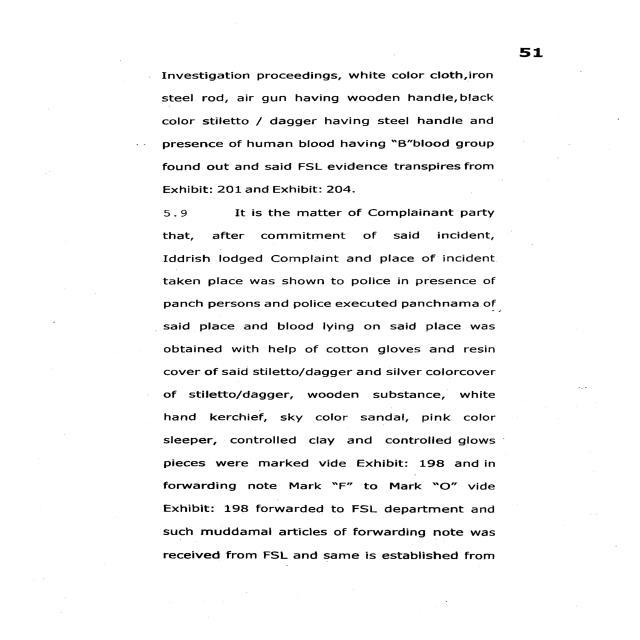 51
Investigation proceedings, white color cloth,iron
steel rod, air gun having wooden handle,black
color stiletto / dagger having steel handle and
presence of human blood having "B"blood group
found out and said FSL evidence transpires from
Exhibit: 201 and Exhibit: 204.
5.9 It is the matter of Complainant party
that, after commitment of said incident,
Iddrish lodged Complaint and place of incident
taken place was shown to police in presence of
panch persons and police executed panchnama of
said place and blood lying on said place was
obtained with help of cotton gloves and resin
cover of said stiletto/dagger and silver colorcover
of stiletto/dagger, wooden substance, white
hand kerchief, sky color sandal, pink color
sleeper, controlled clay and controlled glows
pieces were marked vide Exhibit: 198 and in
forwarding note Mark "F" to Mark "O" vide
Exhibit: 198 forwarded to FSL department and
such muddamal articles of forwarding note was
received from FSL and same is established from